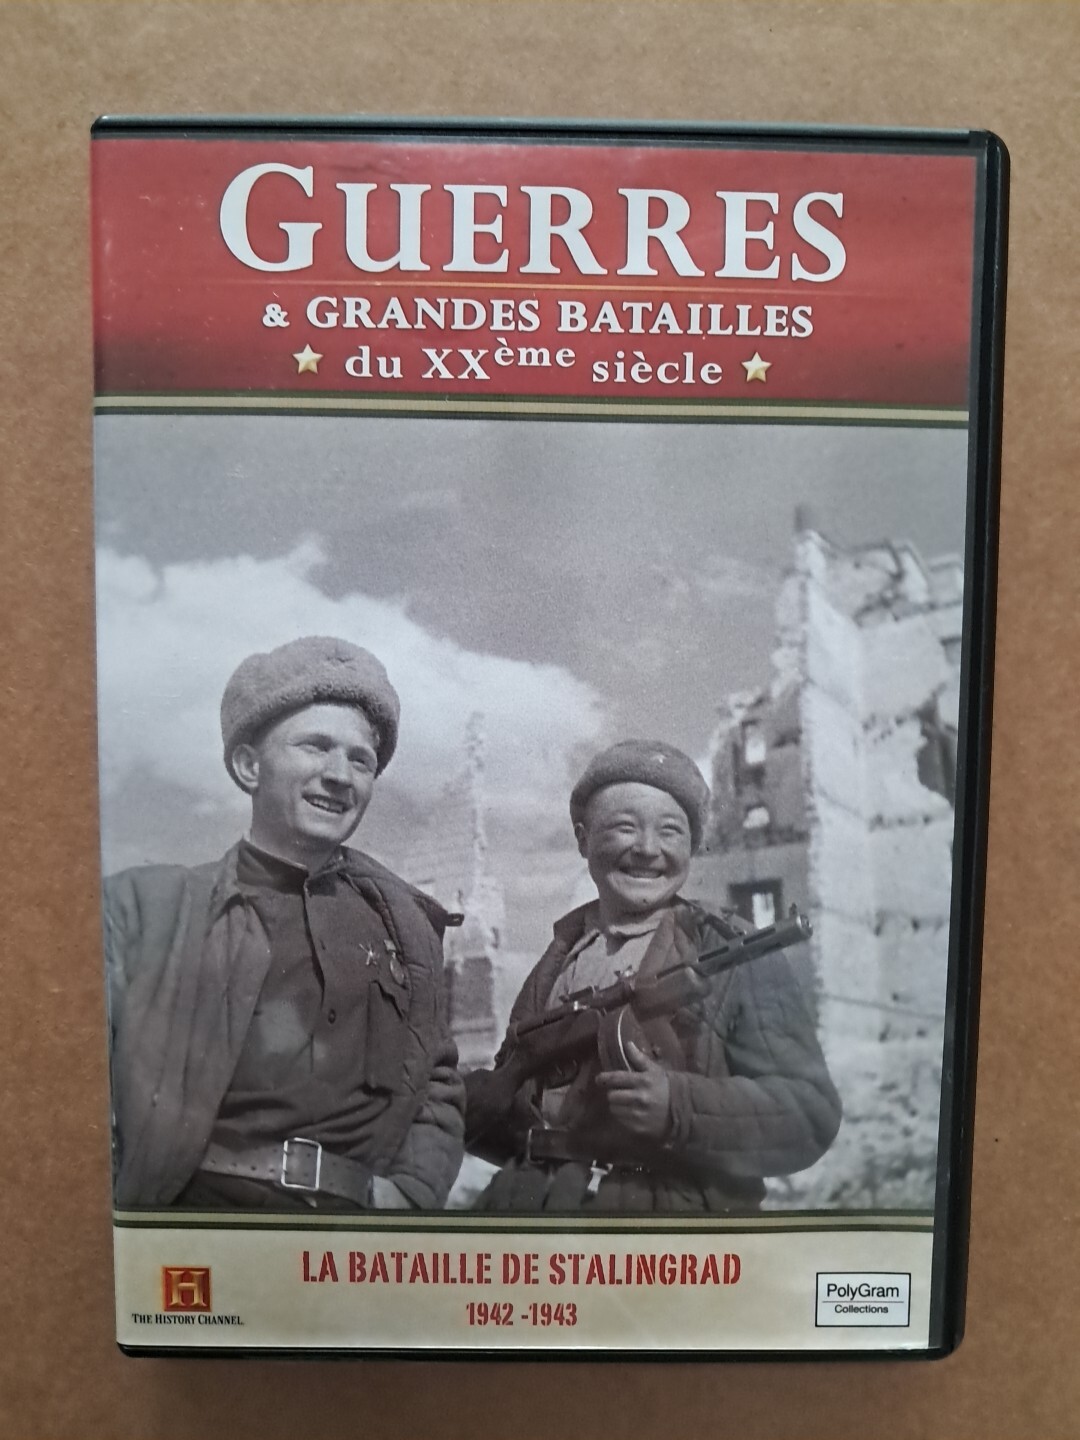 GUERRES
& GRANDES BATAILLES
du XXème siècle
LA BATAILLE DE STALINGRAD
1942 -1943
H
THE HISTORY CHANNEL
PolyGram
Collections